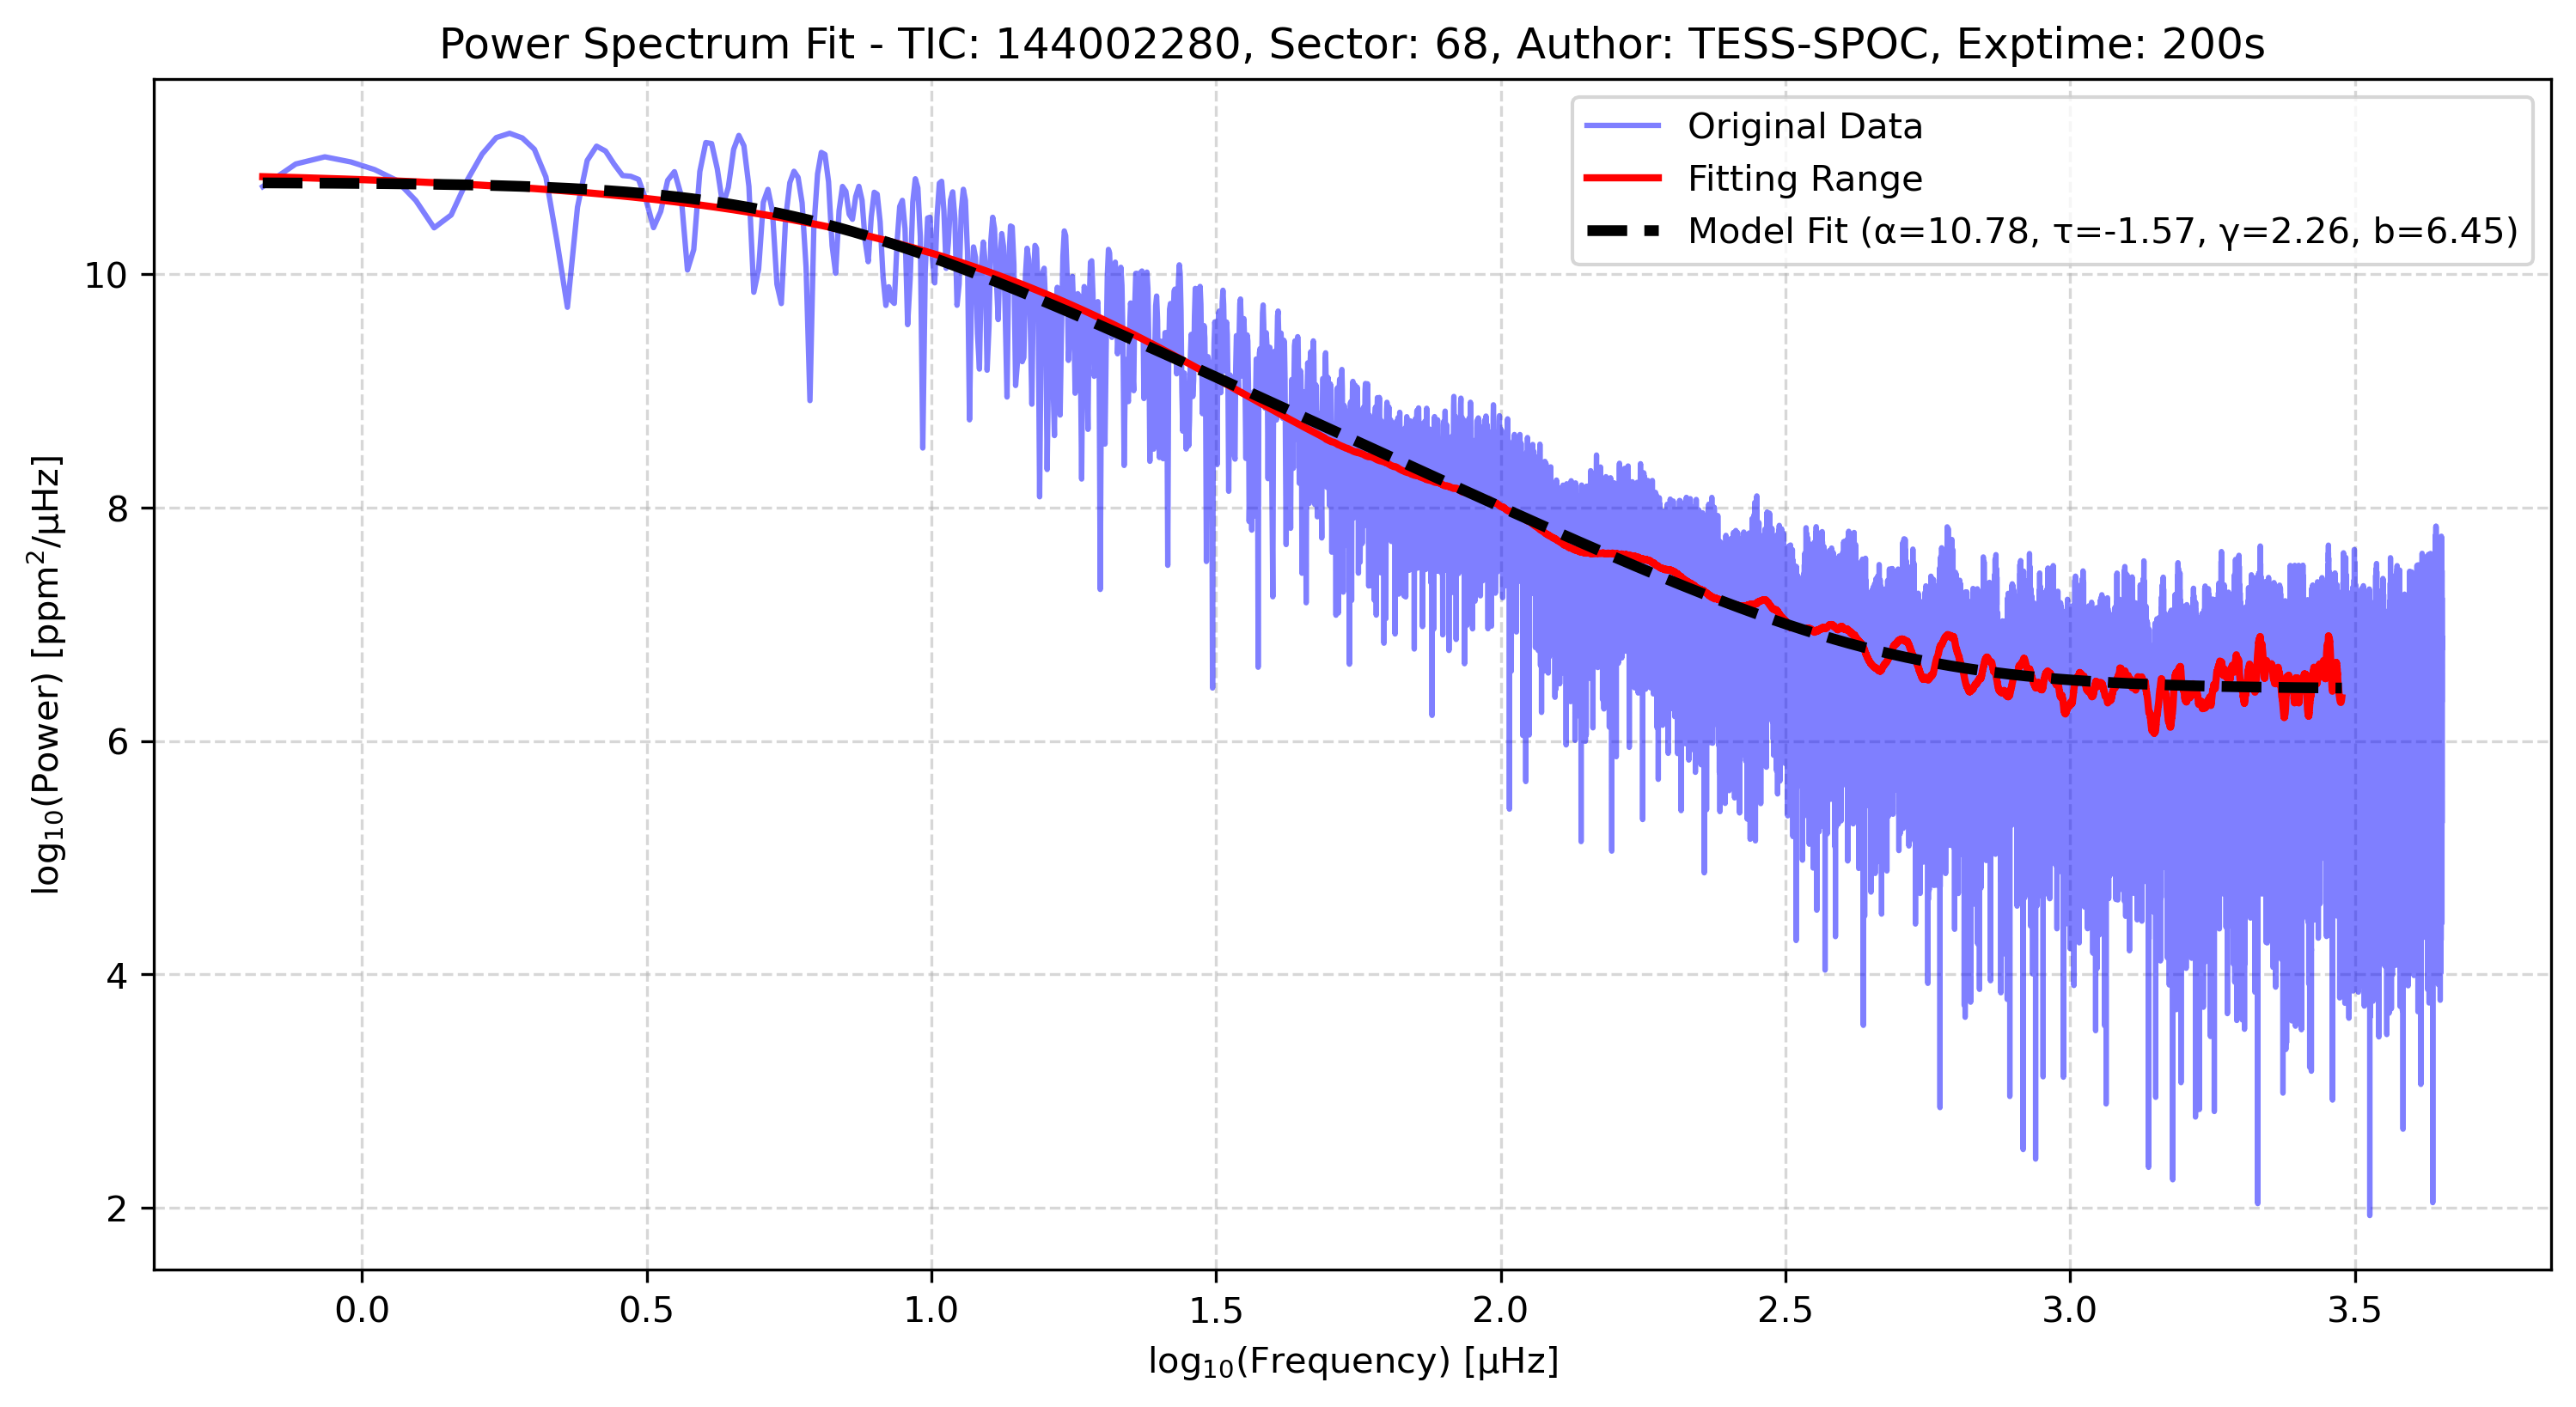 Power Spectrum Fit - TIC: 144002280, Sector: 68, Author: TESS-SPOC, Exptime: 200s
Original Data
Fitting Range
Model Fit (α=10.78, τ=-1.57, γ=2.26, b=6.45)
log₁₀(Power) [ppm²/μHz]
10
8
6
4
2
0.0 0.5 1.0 1.5 2.0 2.5 3.0 3.5
log₁₀(Frequency) [μHz]